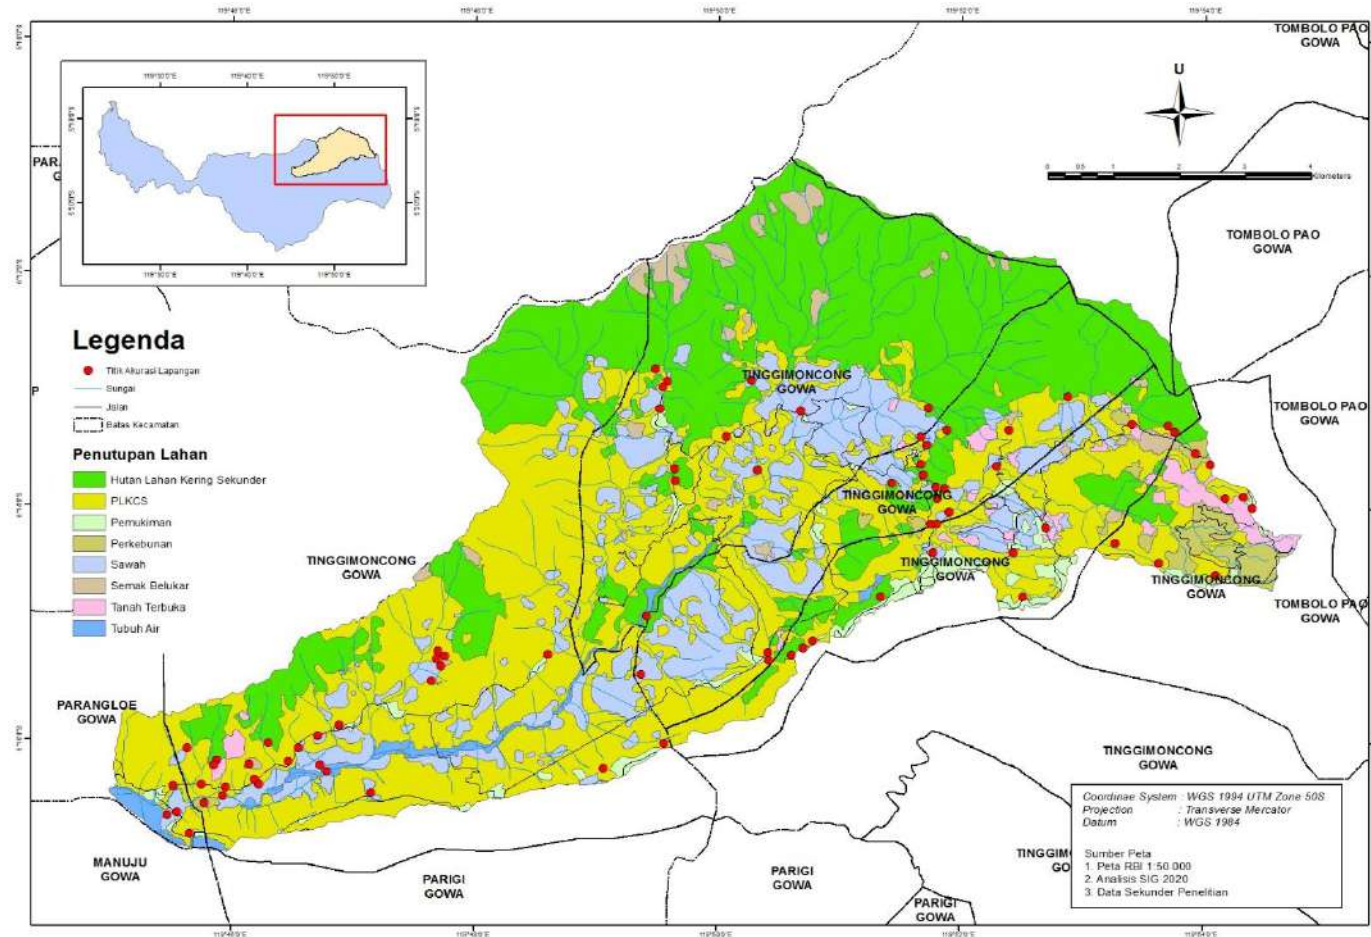 TOMBOLO PAO
GOWA
U
Kilometers
TOMBOLO PAO
GOWA
Legenda
Titik Akurasi Lapangan
Sungai
Jalan
Batas Kecamatan
Penutupan Lahan
Hutan Lahan Kering Sekunder
PLKCS
Pemukiman
Perkebunan
Sawah
Semak Belukar
Tanah Terbuka
Tubuh Air
TINGGIMONCONG
GOWA
TOMBOLO PAO
GOWA
TINGGIMONCONG
GOWA
TINGGIMONCONG
GOWA
TINGGIMONCONG
GOWA
TINGGIMONCONG
GOWA
TOMBOLO PAO
GOWA
PARANGLOE
GOWA
TINGGIMONCONG
GOWA
MANUJU
GOWA
PARIGI
GOWA
PARIGI
GOWA
PARIGI
GOWA
Coordinae System : WGS 1994 UTM Zone 50S
Projection : Transverse Mercator
Datum : WGS 1984
Sumber Peta
1. Peta RBI 1:50.000
2. Analisis SIG 2020
3. Data Sekunder Penelitian